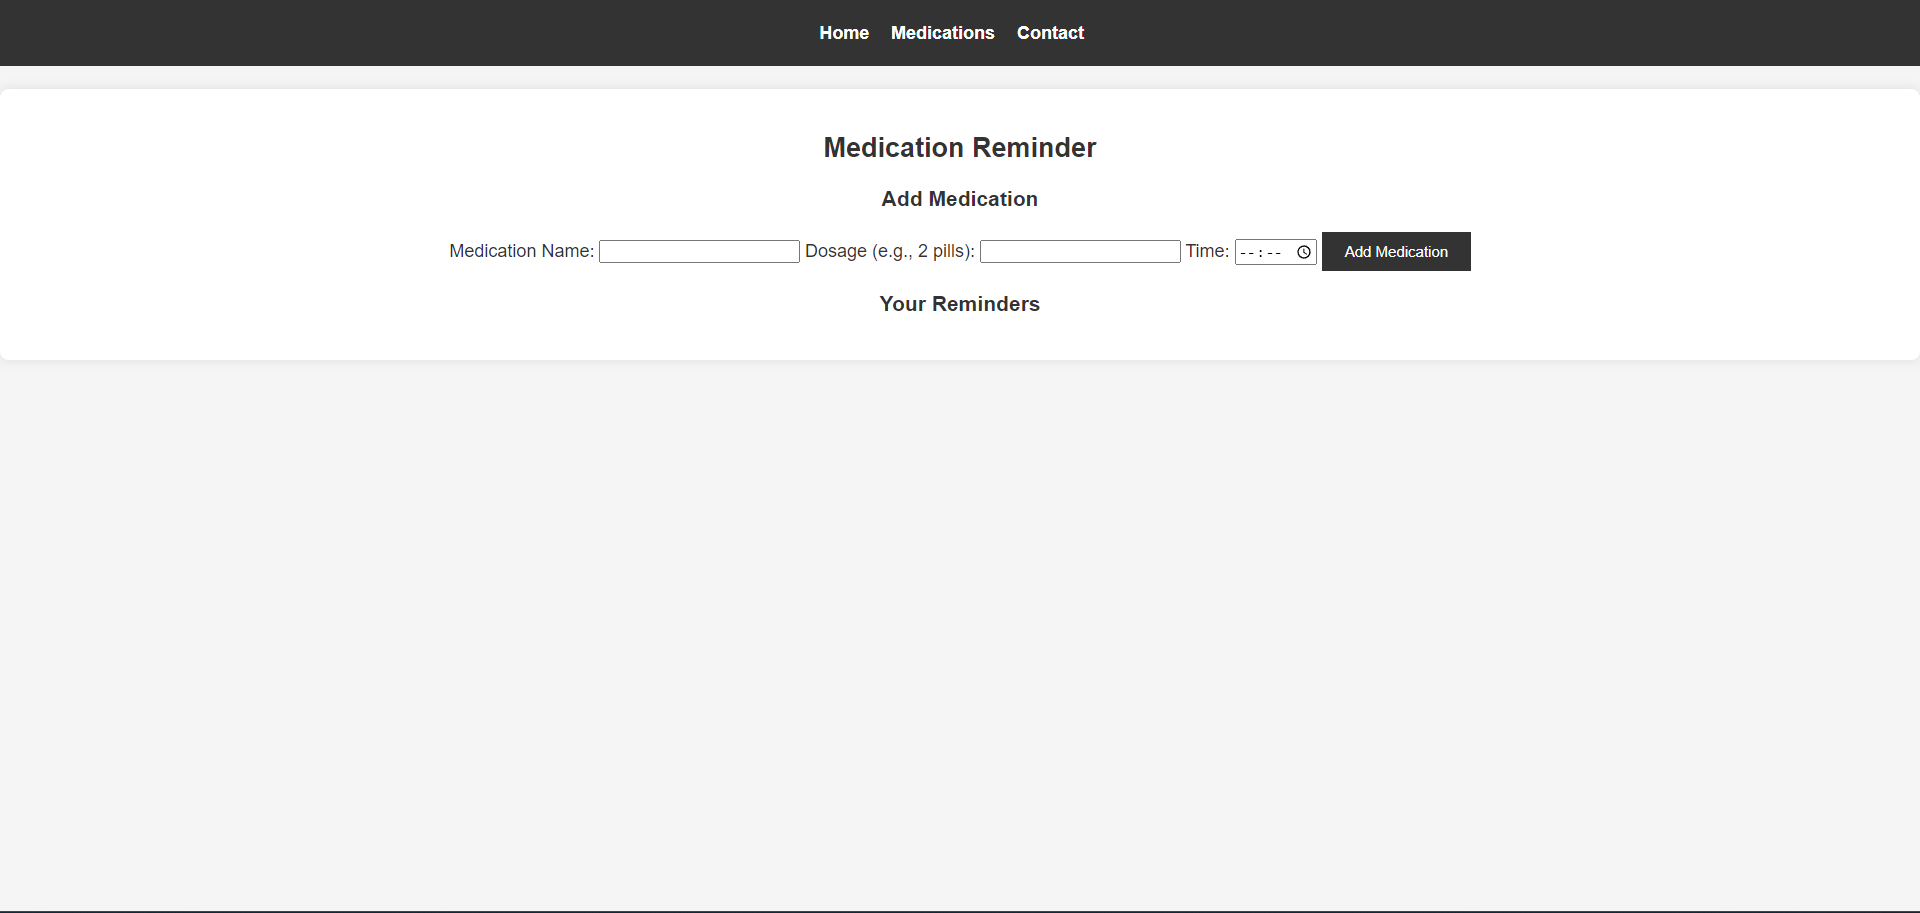 Home Medications Contact
Medication Reminder
Add Medication
Medication Name: Dosage (e.g., 2 pills): Time: --:-- Add Medication
Your Reminders